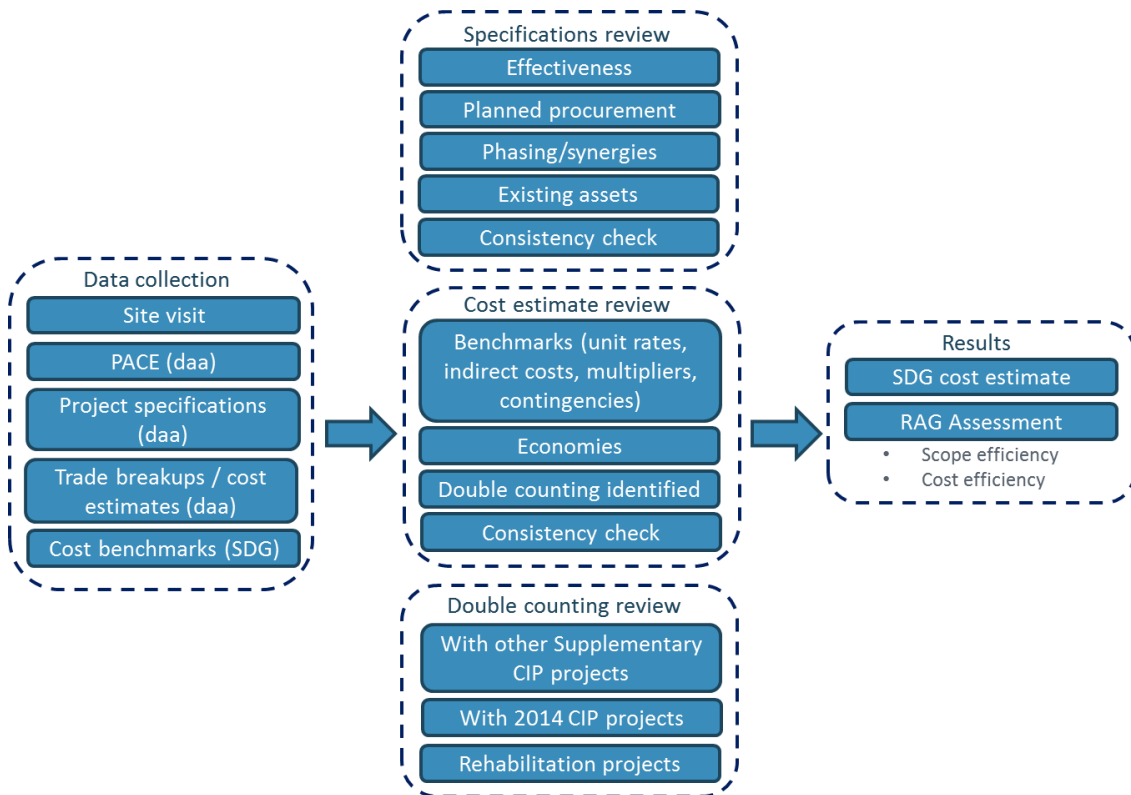 Data collection
Site visit
PACE (daa)
Project specifications
(daa)
Trade breakups / cost
estimates (daa)
Cost benchmarks (SDG)
Specifications review
Effectiveness
Planned procurement
Phasing/synergies
Existing assets
Consistency check
Cost estimate review
Benchmarks (unit rates,
indirect costs, multipliers,
contingencies)
Economies
Double counting identified
Consistency check
Double counting review
With other Supplementary
CIP projects
With 2014 CIP projects
Rehabilitation projects
Results
SDG cost estimate
RAG Assessment
• Scope efficiency
• Cost efficiency